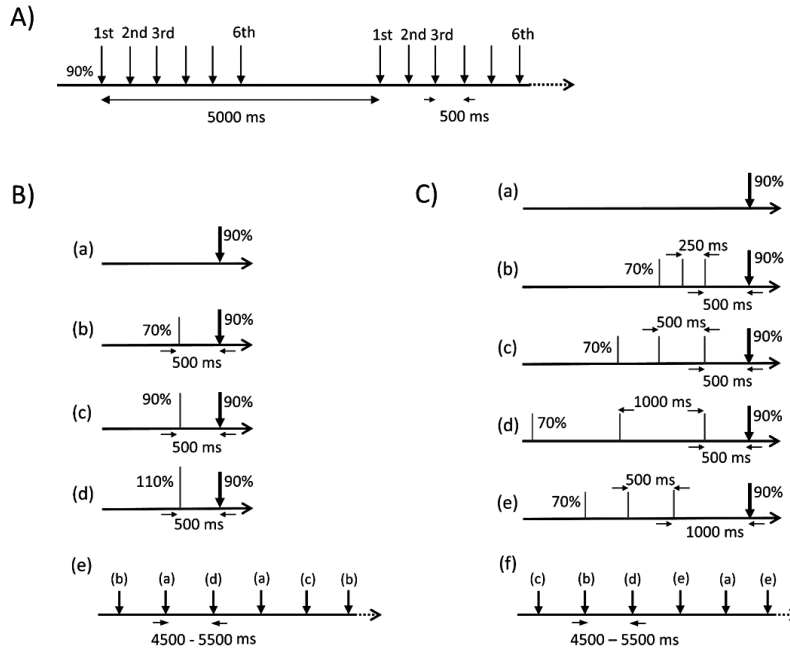 A)
1st 2nd 3rd 6th 1st 2nd 3rd 6th
90%
5000 ms 500 ms
B)
(a) 90%
(b) 70% 90%
500 ms
(c) 90% 90%
500 ms
(d) 110% 90%
500 ms
(e)
(b) (a) (d) (a) (c) (b)
4500 - 5500 ms
C)
(a) 90%
250 ms
(b) 70% 90%
500 ms
500 ms
(c) 70% 90%
500 ms
1000 ms
(d) 70% 90%
500 ms
500 ms
(e) 70% 90%
1000 ms
(f)
(c) (b) (d) (e) (a) (e)
4500 – 5500 ms